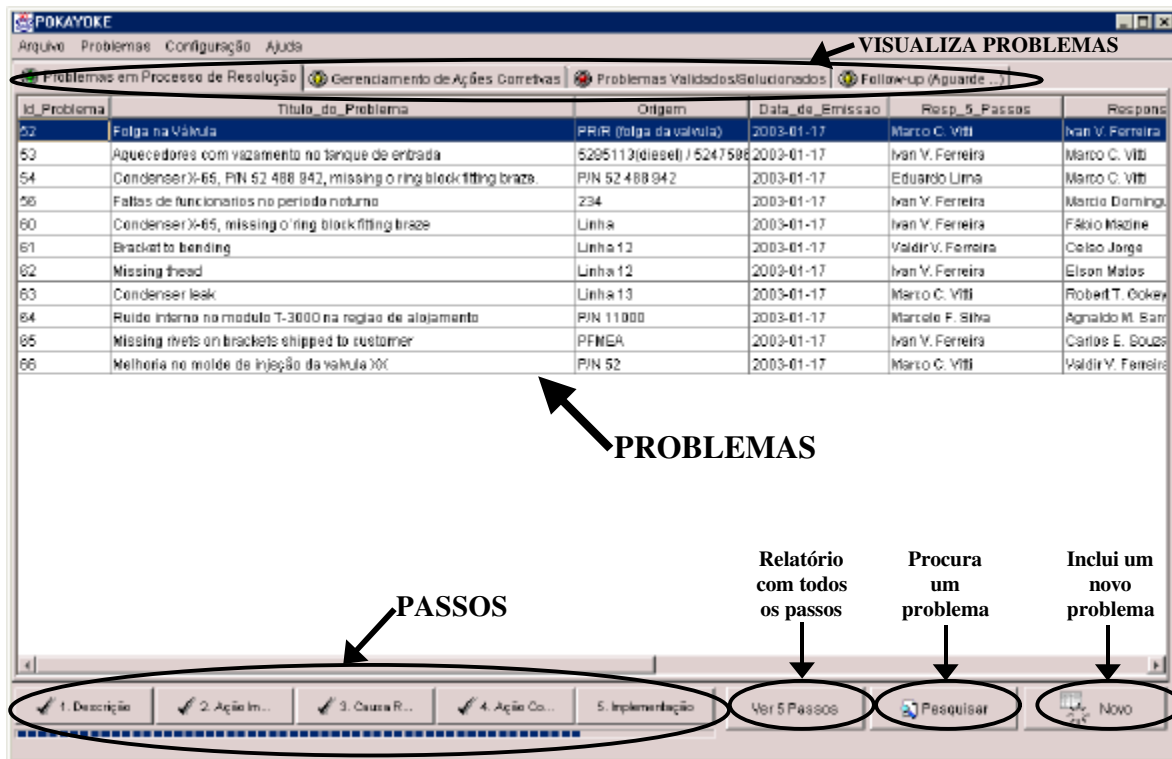 POKAYOKE
Arquivo Problemas Configuração Ajuda
VISUALIZA PROBLEMAS
Problemas em Processo de Resolução Gerenciamento de Ações Corretivas Problemas Validados/Solucionados Follow-up (Aguarde ...)
Id_Problema Titulo_do_Problema Origem Data_de_Emissao Resp_5_Passos Respons
52 Folga na Válvula PR/R (folga da valvula) 2003-01-17 Marco C. Vitti Ivan V. Ferreira
53 Aquecedores com vazamento no tanque de entrada 5295113(diesel) / 5247586 2003-01-17 Ivan V. Ferreira Marco C. Vitti
54 Condenser X-65, P/N 52 488 942, missing o ring block fitting braze. P/N 52 488 942 2003-01-17 Eduardo Lima Marco C. Vitti
56 Faltas de funcionarios no periodo noturno 234 2003-01-17 Ivan V. Ferreira Marcio Domingu
60 Condenser X-65, missing o'ring block fitting braze Linha 2003-01-17 Ivan V. Ferreira Fábio Mazine
61 Bracket to bending Linha 12 2003-01-17 Valdir V. Ferreira Celso Jorge
62 Missing thead Linha 12 2003-01-17 Ivan V. Ferreira Elson Matos
63 Condenser leak Linha 13 2003-01-17 Marco C. Vitti Robert T. Gokey
64 Ruido interno no modulo T-3000 na regiao de alojamento P/N 11000 2003-01-17 Marcelo F. Silva Agnaldo M. Barr
65 Missing rivets on brackets shipped to customer PFMEA 2003-01-17 Ivan V. Ferreira Carlos E. Souza
66 Melhoria no molde de injeção da valvula XX P/N 52 2003-01-17 Marco C. Vitti Valdir V. Ferreira
PROBLEMAS
PASSOS
Relatório
com todos
os passos
Procura
um
problema
Inclui um
novo
problema
1. Descrição 2. Ação Im... 3. Causa R... 4. Ação Co... 5. Implementação Ver 5 Passos Pesquisar Novo